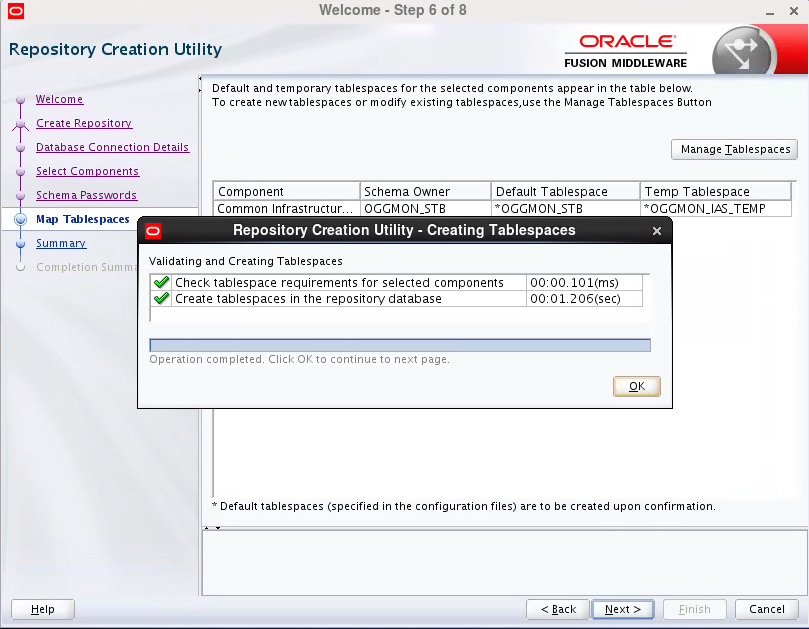 Welcome - Step 6 of 8
Repository Creation Utility
ORACLE
FUSION MIDDLEWARE
Welcome
Create Repository
Database Connection Details
Select Components
Schema Passwords
Map Tablespaces
Summary
Completion Summa
Default and temporary tablespaces for the selected components appear in the table below.
To create new tablespaces or modify existing tablespaces,use the Manage Tablespaces Button
Manage Tablespaces
Component Schema Owner Default Tablespace Temp Tablespace
Common Infrastructur... OGGMON_STB *OGGMON_STB *OGGMON_IAS_TEMP
Repository Creation Utility - Creating Tablespaces
Validating and Creating Tablespaces
Check tablespace requirements for selected components 00:00.101(ms)
Create tablespaces in the repository database 00:01.206(sec)
Operation completed. Click OK to continue to next page.
OK
* Default tablespaces (specified in the configuration files) are to be created upon confirmation.
Help
< Back
Next >
Finish
Cancel